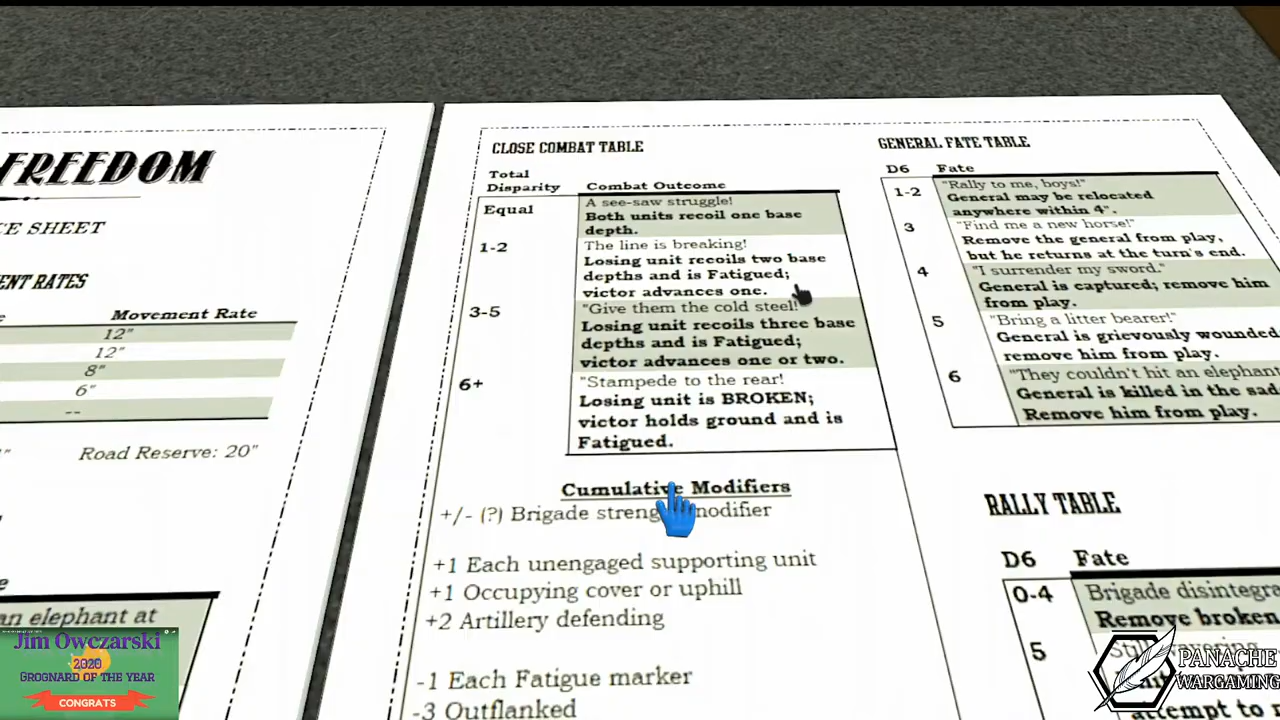 FREEDOM
CE SHEET
ENT RATES
Movement Rate
12"
12"
8"
6"
--
Road Reserve: 20"
an elephant at
Jim Owczarski
2020
GROGNARD OF THE YEAR
CONGRATS
CLOSE COMBAT TABLE
Total
Disparity Combat Outcome
Equal A see-saw struggle!
Both units recoil one base
depth.
1-2 The line is breaking!
Losing unit recoils two base
depths and is Fatigued;
victor advances one.
3-5 "Give them the cold steel!
Losing unit recoils three base
depths and is Fatigued;
victor advances one or two.
6+ "Stampede to the rear!
Losing unit is BROKEN;
victor holds ground and is
Fatigued.
Cumulative Modifiers
+/- (?) Brigade strength modifier
+1 Each unengaged supporting unit
+1 Occupying cover or uphill
+2 Artillery defending
-1 Each Fatigue marker
-3 Outflanked
GENERAL FATE TABLE
D6 Fate
1-2 "Rally to me, boys!"
General may be relocated
anywhere within 4".
3 "Find me a new horse!"
Remove the general from play,
but he returns at the turn's end.
4 "I surrender my sword."
General is captured; remove him
from play.
5 "Bring a litter bearer!"
General is grievously wounded
remove him from play.
6 "They couldn't hit an elephant
General is killed in the sad
Remove him from play.
RALLY TABLE
D6 Fate
0-4 Brigade disintegra
Remove broken
5
attempt to r
PANACHE
WARGAMING